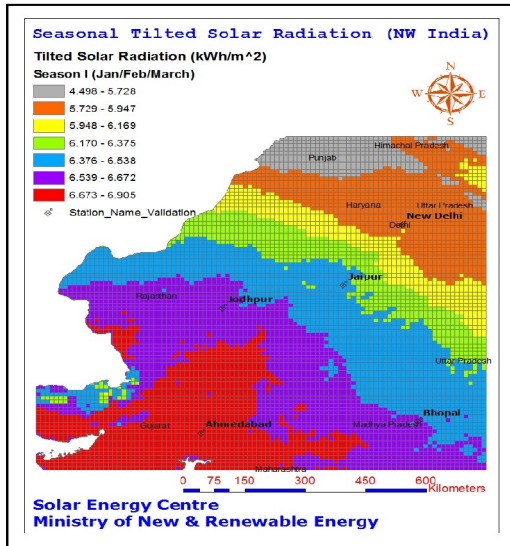 Seasonal Tilted Solar Radiation (NW India)
Tilted Solar Radiation (kWh/m^2)
Season I (Jan/Feb/March)
4.498 - 5.728
5.729 - 5.947
5.948 - 6.169
6.170 - 6.375
6.376 - 6.538
6.539 - 6.672
6.673 - 6.905
Station_Name_Validation
N
W E
S
Himachal Pradesh
Punjab
Haryana
Uttar Pradesh
New Delhi
Delhi
Jaipur
Rajasthan
Jodhpur
Uttar Pradesh
Bhopal
Gujarat
Ahmedabad
Madhya Pradesh
Maharashtra
0 75 150 300 450 600
Kilometers
Solar Energy Centre
Ministry of New & Renewable Energy